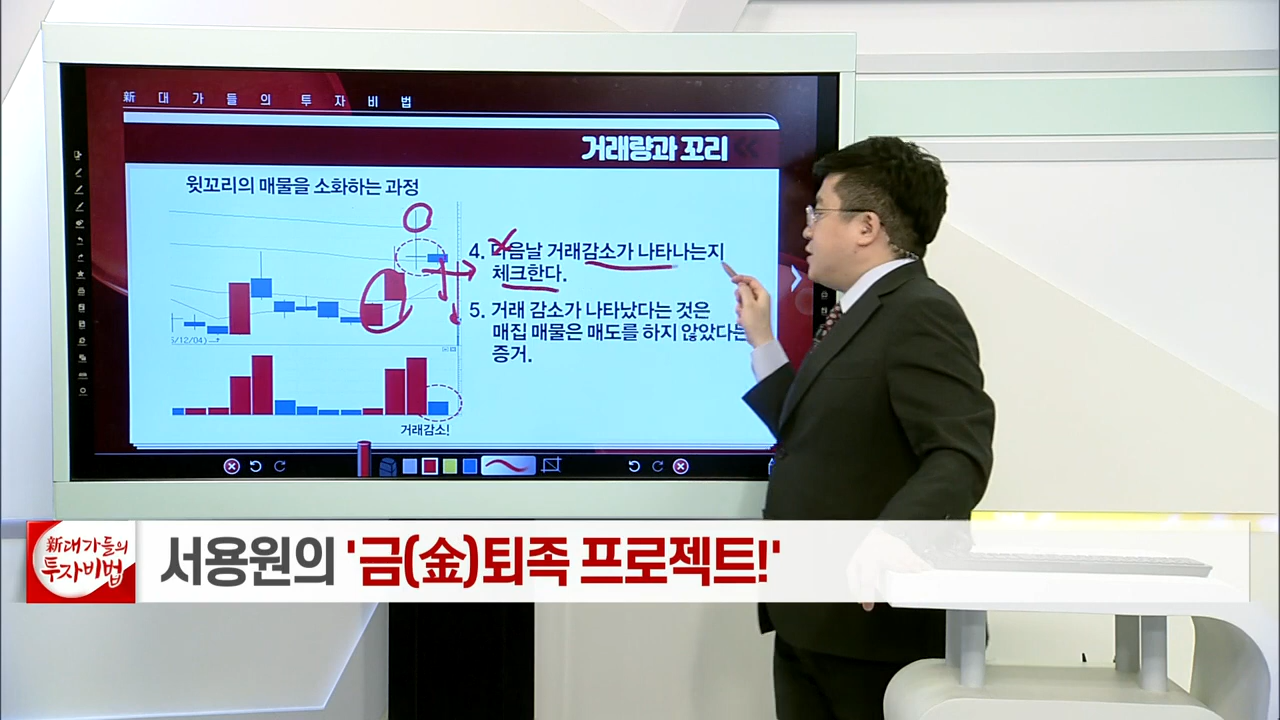 新 대 가 들 의 투 자 비 법
거래량과 꼬리
윗꼬리의 매물을 소화하는 과정
4. 다음날 거래감소가 나타나는지
체크한다.
5. 거래 감소가 나타났다는 것은
매집 매물은 매도를 하지 않았다는
증거.
5/12/04)
거래감소!
新대가들의
투자비법
서용원의 '금(金)퇴족 프로젝트!'